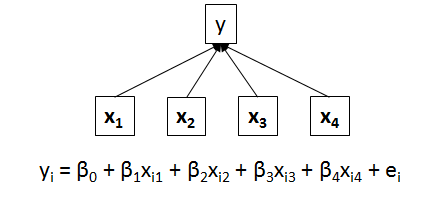 y
x₁ x₂ x₃ x₄
yᵢ = β₀ + β₁xᵢ₁ + β₂xᵢ₂ + β₃xᵢ₃ + β₄xᵢ₄ + eᵢ